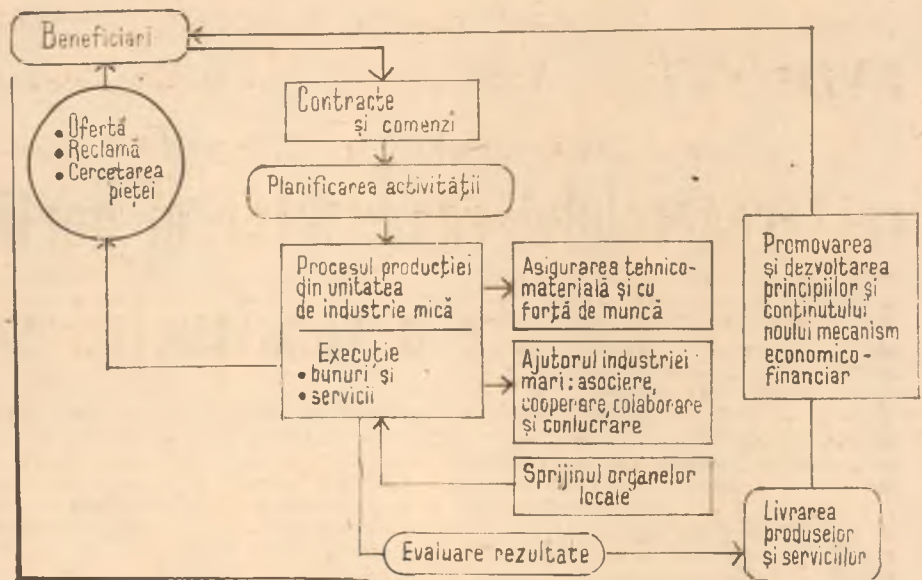 Beneficiari
Contracte
și comenzi
• Ofertă
• Reclamă
• Cercetarea
pieței
Planificarea activității
Procesul producției
din unitatea
de industrie mică
Execuție
• bunuri și
• servicii
Asigurarea tehnico-
materială și cu
forță de muncă
Ajutorul industriei
mari: asociere,
cooperare, colaborare
și conlucrare
Sprijinul organelor
locale
Promovarea
și dezvoltarea
principiilor și
conținutului
noului mecanism
economico-
financiar
Evaluare rezultate
Livrarea
produselor
și serviciilor